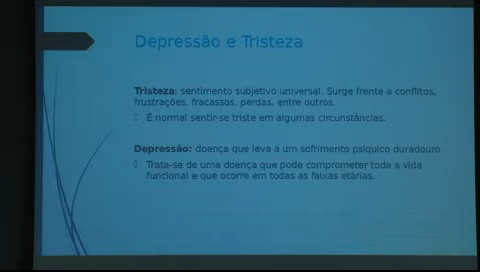 Depressão e Tristeza
Tristeza: sentimento subjetivo universal. Surge frente a conflitos,
frustrações, fracassos, perdas, entre outros.
É normal sentir-se triste em algumas circunstâncias.
Depressão: doença que leva a um sofrimento psíquico duradouro
Trata-se de uma doença que pode comprometer toda a vida
funcional e que ocorre em todas as faixas etárias.